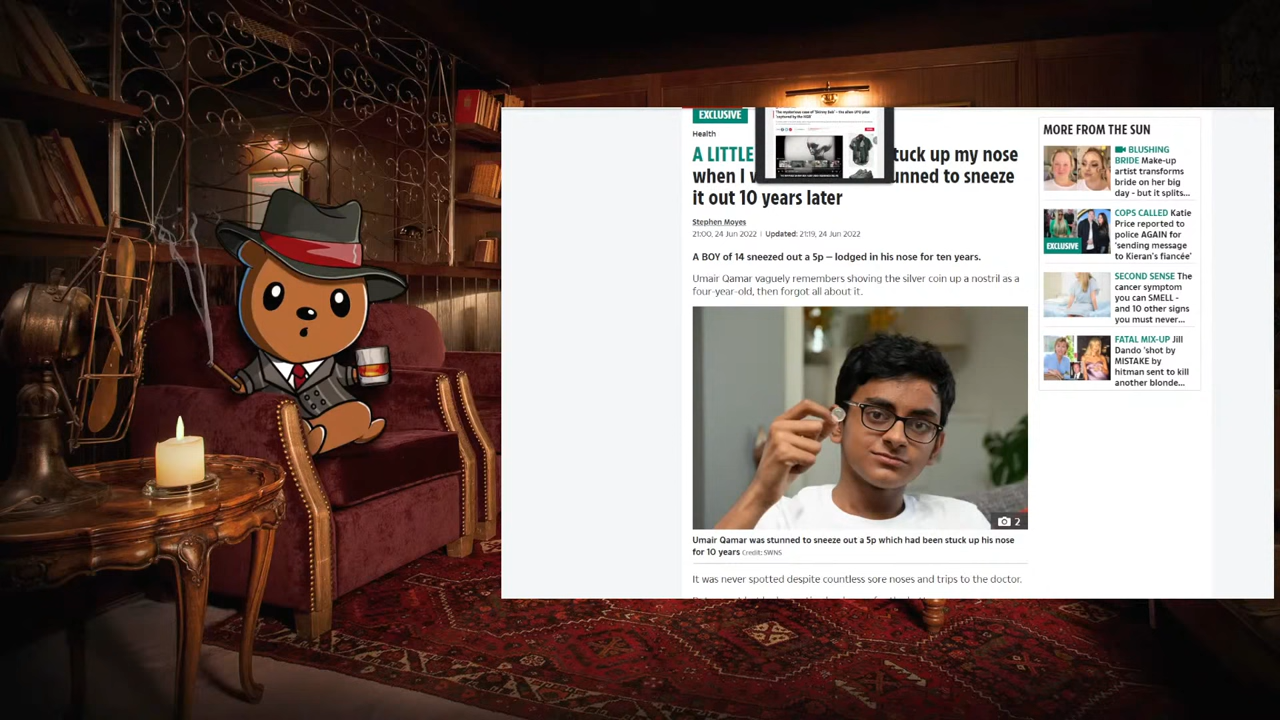 EXCLUSIVE
Health
A LITTLE
tuck up my nose
when I
unned to sneeze
it out 10 years later
Stephen Moyes
21:00, 24 Jun 2022 | Updated: 21:19, 24 Jun 2022
A BOY of 14 sneezed out a 5p – lodged in his nose for ten years.
Umair Qamar vaguely remembers shoving the silver coin up a nostril as a
four-year-old, then forgot all about it.
2
Umair Qamar was stunned to sneeze out a 5p which had been stuck up his nose
for 10 years Credit: SWNS
It was never spotted despite countless sore noses and trips to the doctor.
MORE FROM THE SUN
BLUSHING
BRIDE Make-up
artist transforms
bride on her big
day - but it splits...
EXCLUSIVE
COPS CALLED Katie
Price reported to
police AGAIN for
'sending message
to Kieran's fiancée'
SECOND SENSE The
cancer symptom
you can SMELL -
and 10 other signs
you must never...
FATAL MIX-UP Jill
Dando 'shot by
MISTAKE by
hitman sent to kill
another blonde...